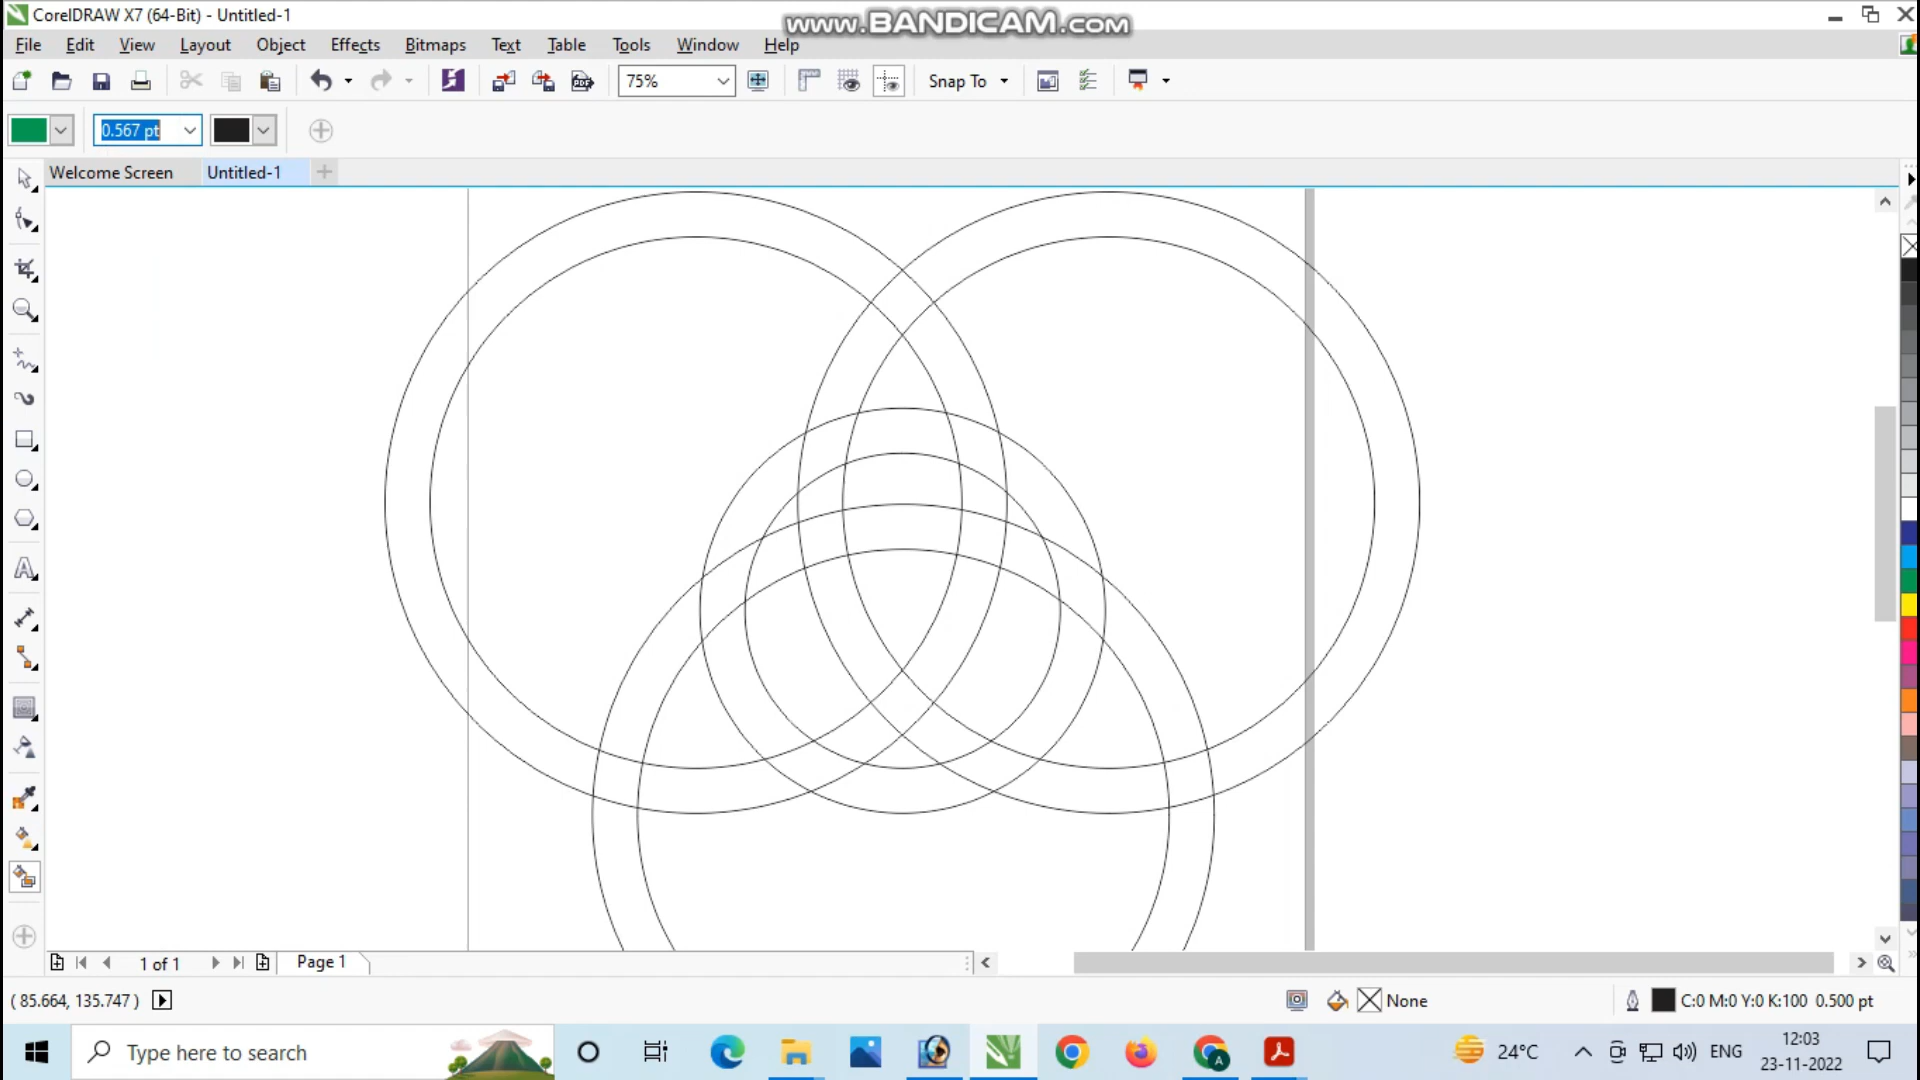 CorelDRAW X7 (64-Bit) - Untitled-1
www.BANDICAM.com
File Edit View Layout Object Effects Bitmaps Text Table Tools Window Help
75% Snap To
0.567 pt
Welcome Screen Untitled-1
1 of 1 Page 1
( 85.664, 135.747 ) None C:0 M:0 Y:0 K:100 0.500 pt
Type here to search 24°C ENG 12:03
23-11-2022